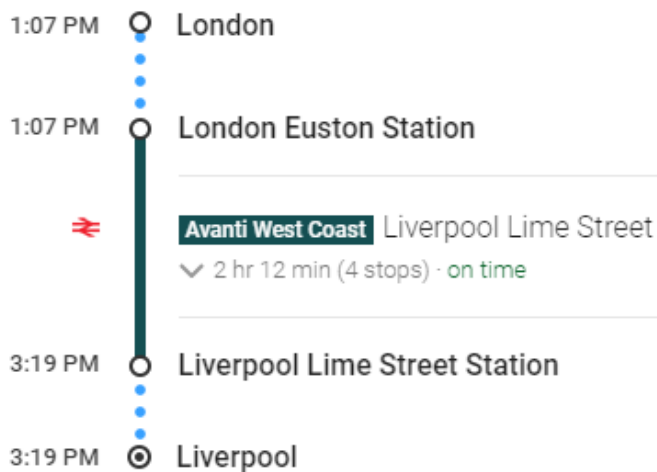 1:07 PM London
1:07 PM London Euston Station
Avanti West Coast Liverpool Lime Street
2 hr 12 min (4 stops) · on time
3:19 PM Liverpool Lime Street Station
3:19 PM Liverpool